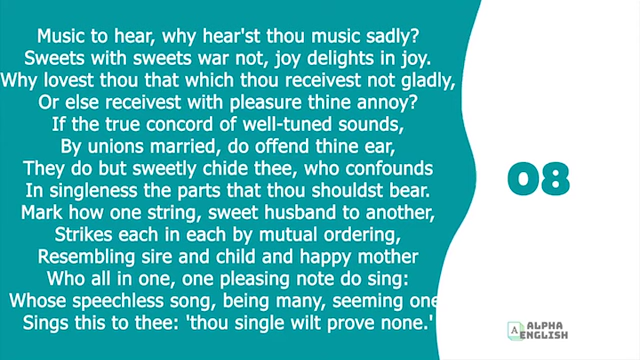 Music to hear, why hear'st thou music sadly?
Sweets with sweets war not, joy delights in joy.
Why lovest thou that which thou receivest not gladly,
Or else receivest with pleasure thine annoy?
If the true concord of well-tuned sounds,
By unions married, do offend thine ear,
They do but sweetly chide thee, who confounds
In singleness the parts that thou shouldst bear.
Mark how one string, sweet husband to another,
Strikes each in each by mutual ordering,
Resembling sire and child and happy mother
Who all in one, one pleasing note do sing:
Whose speechless song, being many, seeming one
Sings this to thee: 'thou single wilt prove none.'
08
A
ALPHA
ENGLISH